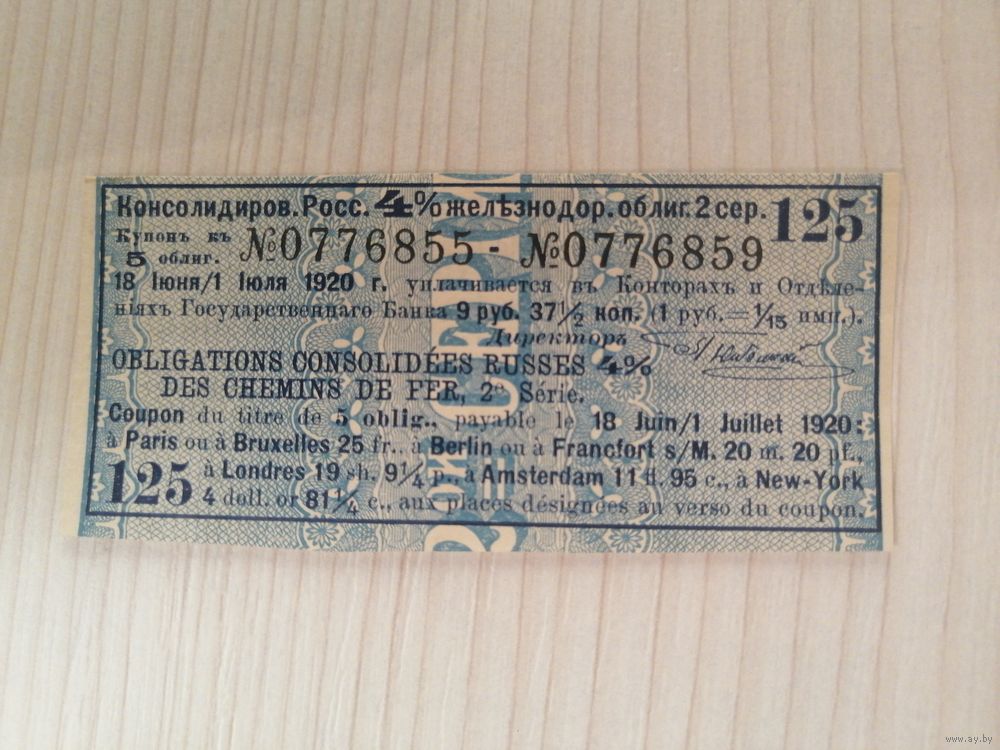 Консолидиров. Росс. 4% желѣзнодор. облиг. 2 сер. 125
Купонъ къ 5 облиг. №0776855 - №0776859
18 Іюня/1 Іюля 1920 г. уплачивается въ Конторахъ и Отдѣле-
ніяхъ Государственнаго Банка 9 руб. 37½ коп. (1 руб. = 1/15 имп.).
Директоръ
OBLIGATIONS CONSOLIDÉES RUSSES 4%
DES CHEMINS DE FER, 2e Série.
Coupon du titre de 5 oblig., payable le 18 Juin/1 Juillet 1920:
à Paris ou à Bruxelles 25 fr., à Berlin ou à Francfort s/M. 20 m. 20 pf.,
125 à Londres 19 sh. 9¼ p., à Amsterdam 11 fl. 95 c., à New-York
4 doll. or 81¼ c., aux places désignées au verso du coupon.
www.ay.by